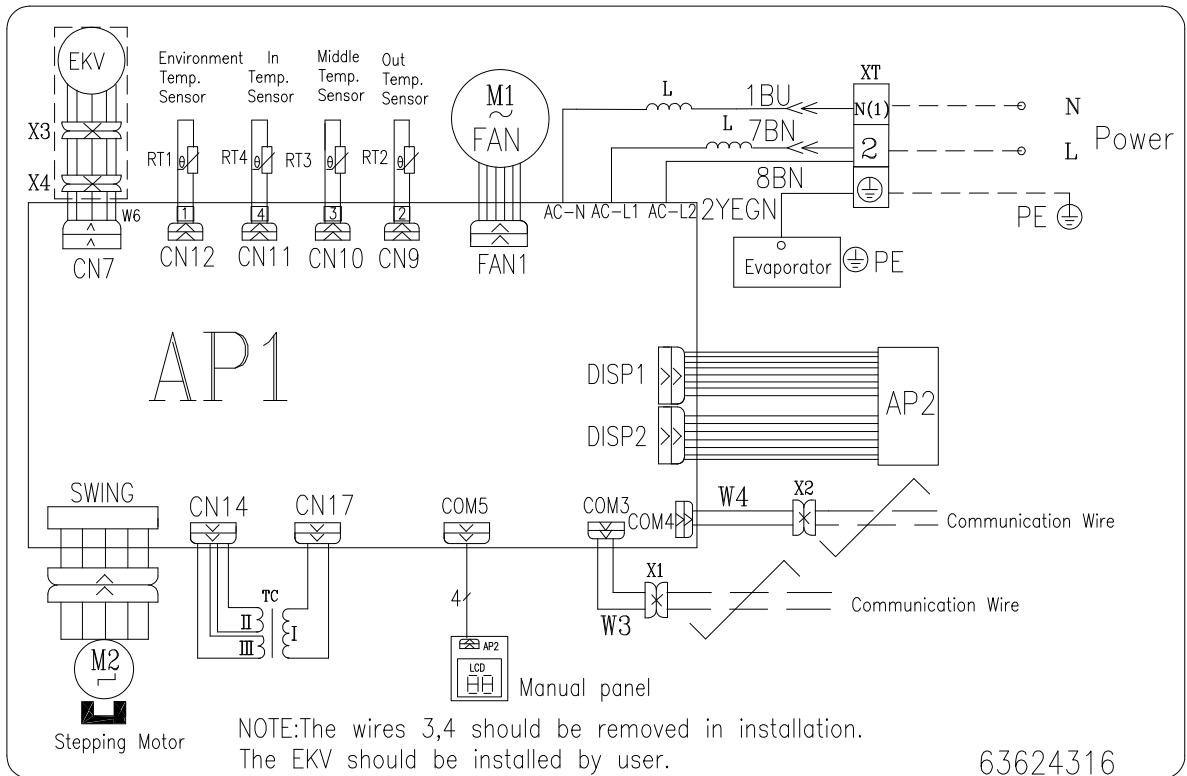 EKV
X3
X4
W6
CN7
Environment
Temp.
Sensor
RT1
θ
1
CN12
In
Temp.
Sensor
RT4
θ
4
CN11
Middle
Temp.
Sensor
RT3
θ
3
CN10
Out
Temp.
Sensor
RT2
θ
2
CN9
M1
~
FAN
FAN1
L
1BU
L
7BN
8BN
AC-N AC-L1 AC-L2
2YEGN
XT
N(1)
2
N
L
Power
PE
Evaporator
PE
AP1
DISP1
DISP2
AP2
SWING
M2
Stepping Motor
CN14
CN17
TC
II
III
I
COM5
4
AP2
LCD
88
Manual panel
COM3
COM4
W4
X2
Communication Wire
X1
W3
Communication Wire
NOTE:The wires 3,4 should be removed in installation.
The EKV should be installed by user.
63624316